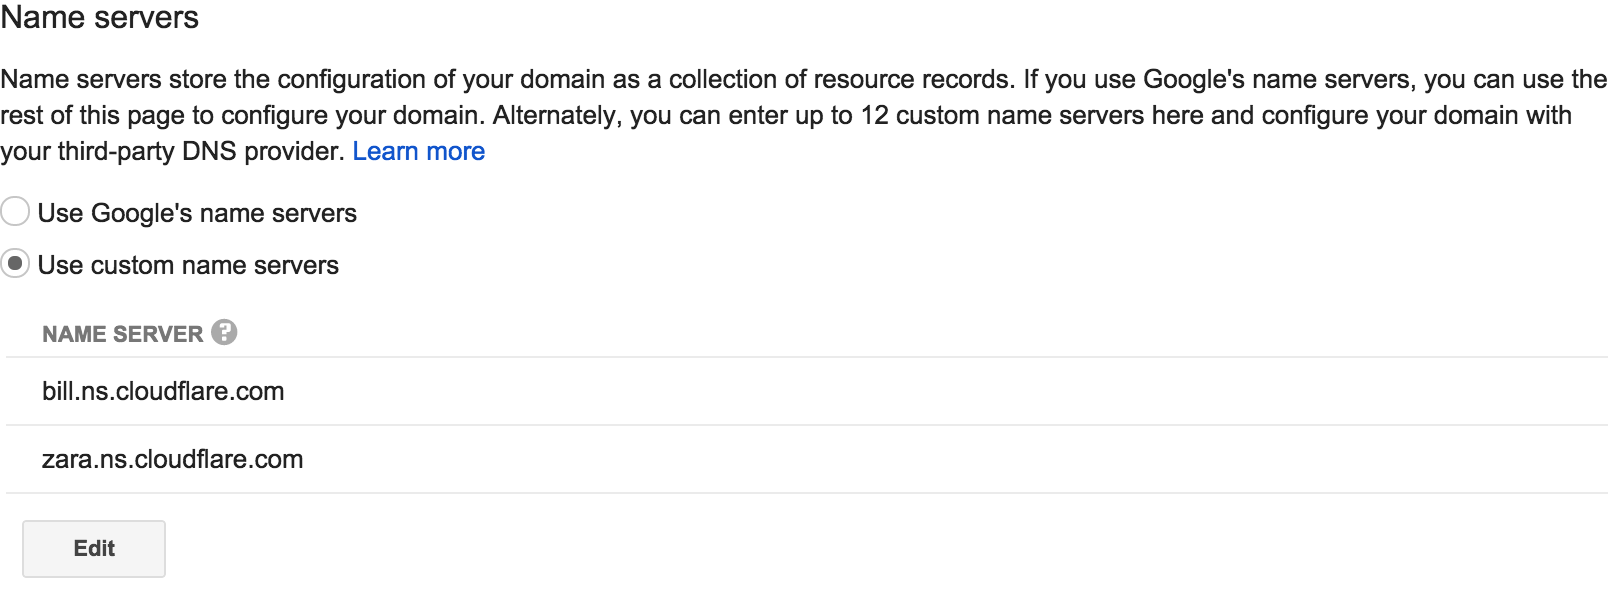 Name servers
Name servers store the configuration of your domain as a collection of resource records. If you use Google's name servers, you can use the
rest of this page to configure your domain. Alternately, you can enter up to 12 custom name servers here and configure your domain with
your third-party DNS provider. Learn more
Use Google's name servers
Use custom name servers
NAME SERVER ?
bill.ns.cloudflare.com
zara.ns.cloudflare.com
Edit